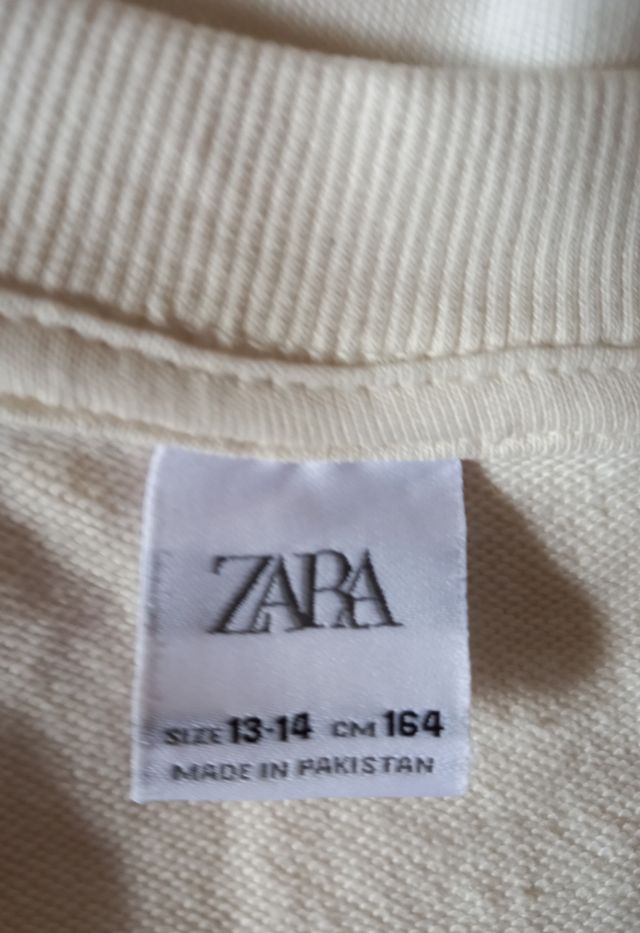 ZARA
SIZE 13-14 CM 164
MADE IN PAKISTAN